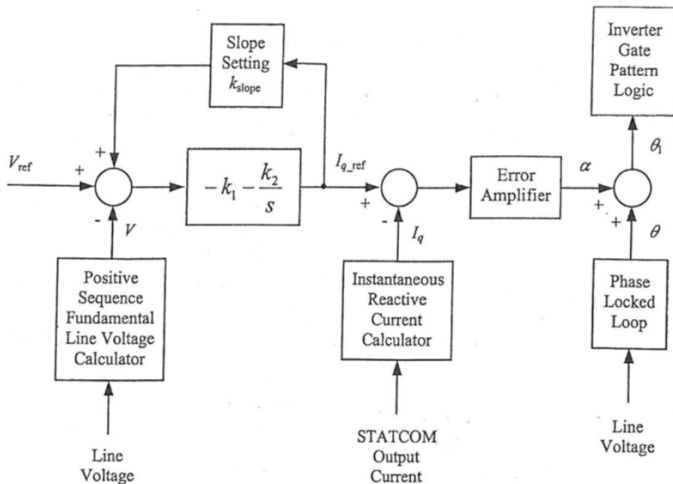 Slope
Setting
k_slope
Inverter
Gate
Pattern
Logic
V_ref
+
+
-
V
-k_1 - k_2/s
I_q_ref
+
-
I_q
Error
Amplifier
α
+
+
θ_1
θ
Positive
Sequence
Fundamental
Line Voltage
Calculator
Instantaneous
Reactive
Current
Calculator
Phase
Locked
Loop
Line
Voltage
STATCOM
Output
Current
Line
Voltage